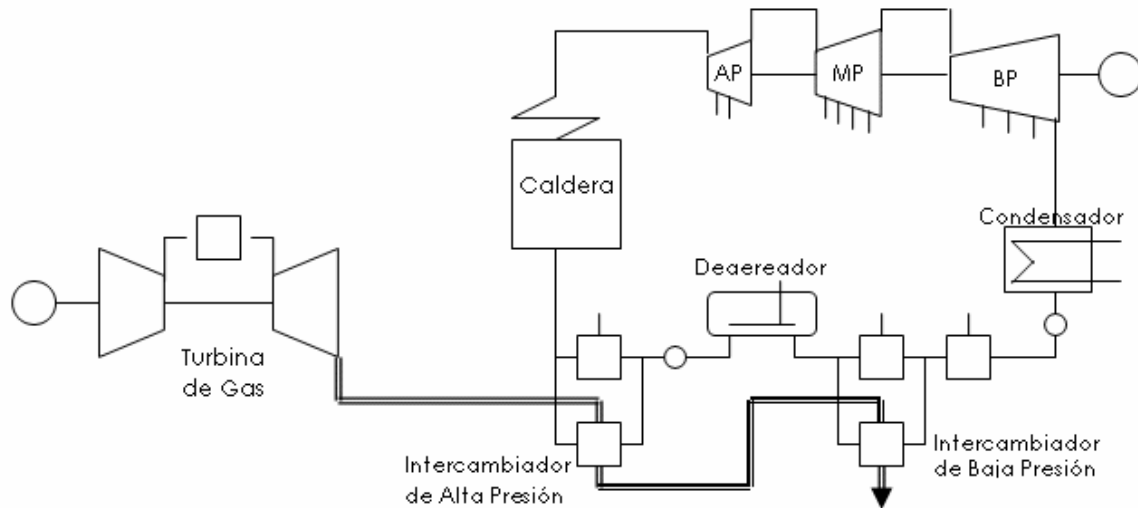 AP
MP
BP
Caldera
Condensador
Deaereador
Turbina
de Gas
Intercambiador
de Alta Presión
Intercambiador
de Baja Presión